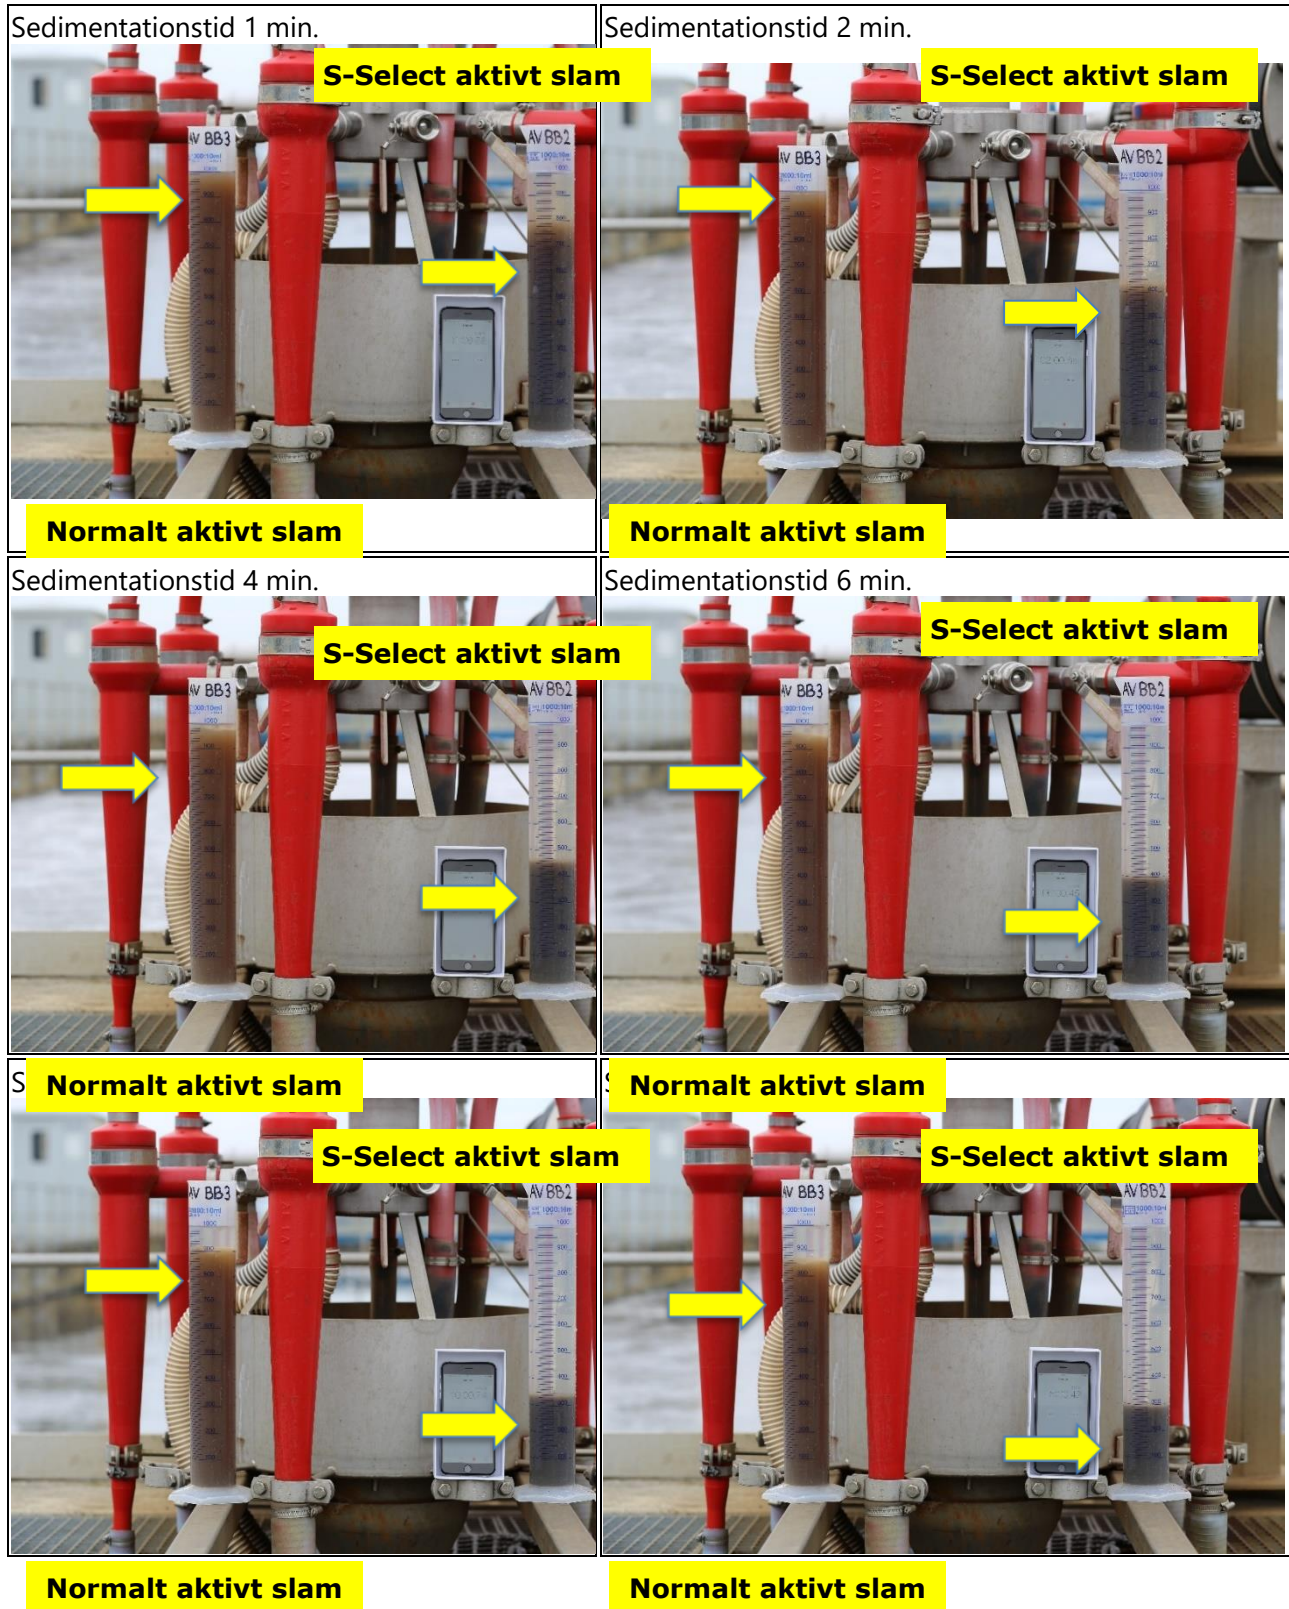 Sedimentationstid 1 min.
S-Select aktivt slam
AV BB3
AV BB2
Normalt aktivt slam
Sedimentationstid 2 min.
S-Select aktivt slam
AV BB3
AV BB2
Normalt aktivt slam
Sedimentationstid 4 min.
S-Select aktivt slam
AV BB3
AV BB2
Normalt aktivt slam
Sedimentationstid 6 min.
S-Select aktivt slam
AV BB3
AV BB2
Normalt aktivt slam
S-Select aktivt slam
AV BB3
AV BB2
Normalt aktivt slam
S-Select aktivt slam
AV BB3
AV BB2
Normalt aktivt slam